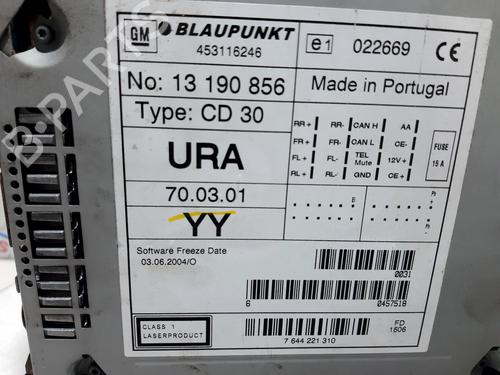 GM BLAUPUNKT
453116246
e1 022669 CE
No: 13 190 856
Made in Portugal
Type: CD 30
RR+ RR- CAN H AA
FR+ FR- CAN L CE-
FL+ FL- TEL Mute 12V+
RL+ RL- GND CE+
FUSE
15 A
URA
70.03.01
YY
Software Freeze Date
03.06.2004/O
0031
6 0457518
CLASS 1
LASERPRODUCT
7 644 221 310
FD
1606
B-PARTS